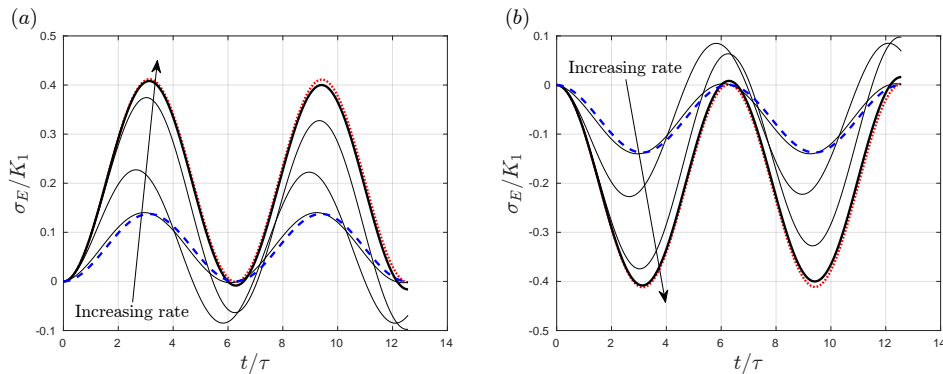 (a)
0.5
0.4
0.3
0.2
0.1
0
-0.1
σ_E/K_1
Increasing rate
0 2 4 6 8 10 12 14
t/τ
(b)
0.1
0
-0.1
-0.2
-0.3
-0.4
-0.5
σ_E/K_1
Increasing rate
0 2 4 6 8 10 12 14
t/τ